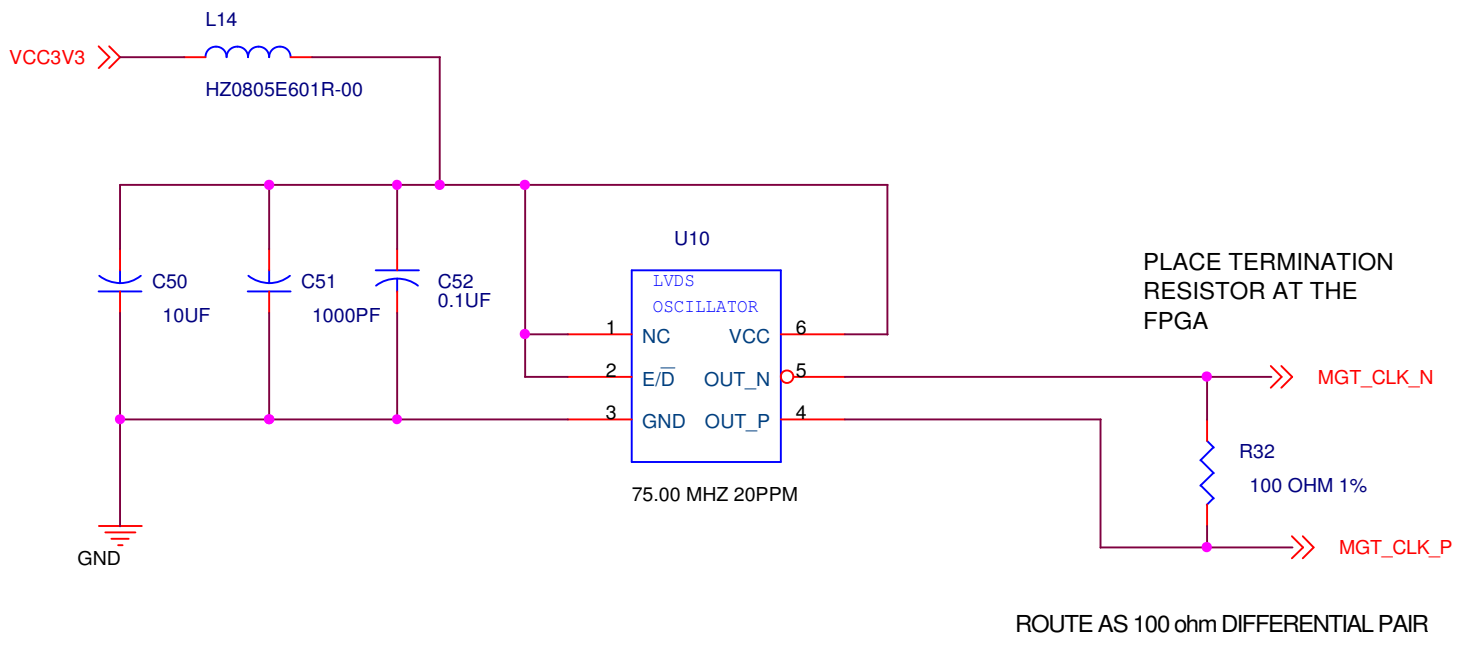 L14
VCC3V3
HZ0805E601R-00
U10
C50
10UF
C51
1000PF
C52
0.1UF
LVDS
OSCILLATOR
1
NC
VCC
6
2
E/D̅
OUT_N
5
3
GND
OUT_P
4
75.00 MHZ 20PPM
GND
PLACE TERMINATION
RESISTOR AT THE
FPGA
MGT_CLK_N
R32
100 OHM 1%
MGT_CLK_P
ROUTE AS 100 ohm DIFFERENTIAL PAIR